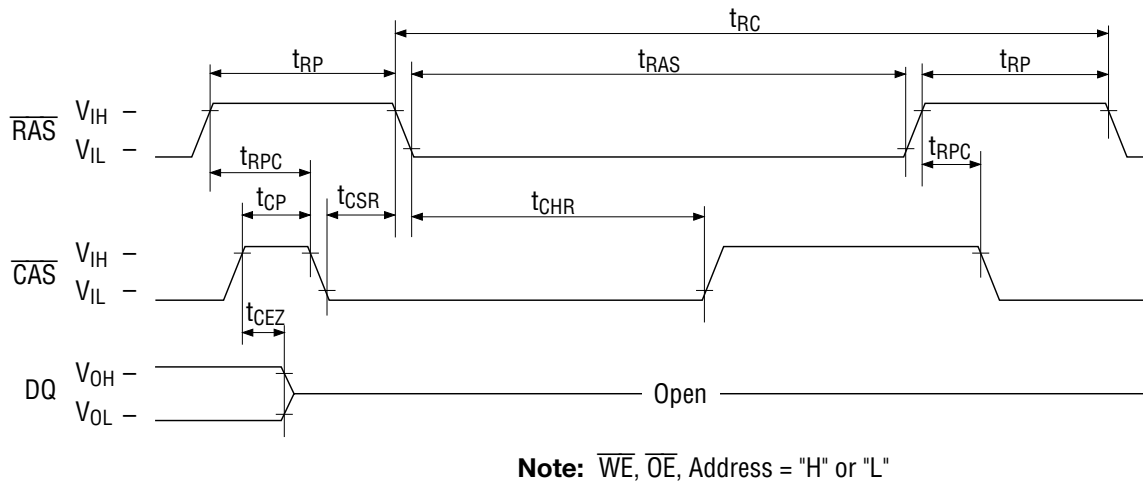 tRC
tRP tRAS tRP
RAS VIH –
VIL –
tRPC tRPC
tCP tCSR tCHR
CAS VIH –
VIL –
tCEZ
DQ VOH –
VOL –
Open
Note: WE, OE, Address = "H" or "L"